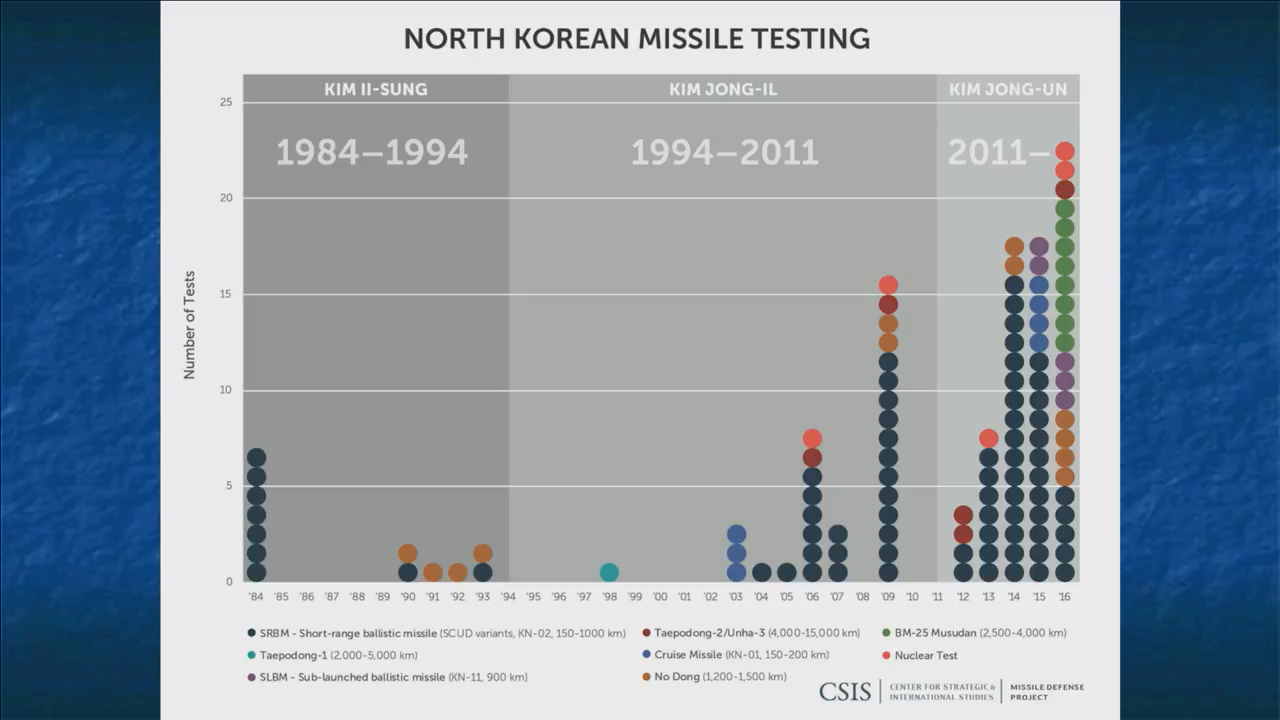 NORTH KOREAN MISSILE TESTING
KIM II-SUNG
KIM JONG-IL
KIM JONG-UN
1984–1994
1994–2011
2011–
Number of Tests
25
20
15
10
5
0
'84 '85 '86 '87 '88 '89 '90 '91 '92 '93 '94 '95 '96 '97 '98 '99 '00 '01 '02 '03 '04 '05 '06 '07 '08 '09 '10 '11 '12 '13 '14 '15 '16
SRBM - Short-range ballistic missile (SCUD variants, KN-02, 150-1000 km)
Taepodong-1 (2,000-5,000 km)
SLBM - Sub-launched ballistic missile (KN-11, 900 km)
Taepodong-2/Unha-3 (4,000-15,000 km)
Cruise Missile (KN-01, 150-200 km)
No Dong (1,200-1,500 km)
BM-25 Musudan (2,500-4,000 km)
Nuclear Test
CSIS
CENTER FOR STRATEGIC &
INTERNATIONAL STUDIES
MISSILE DEFENSE
PROJECT